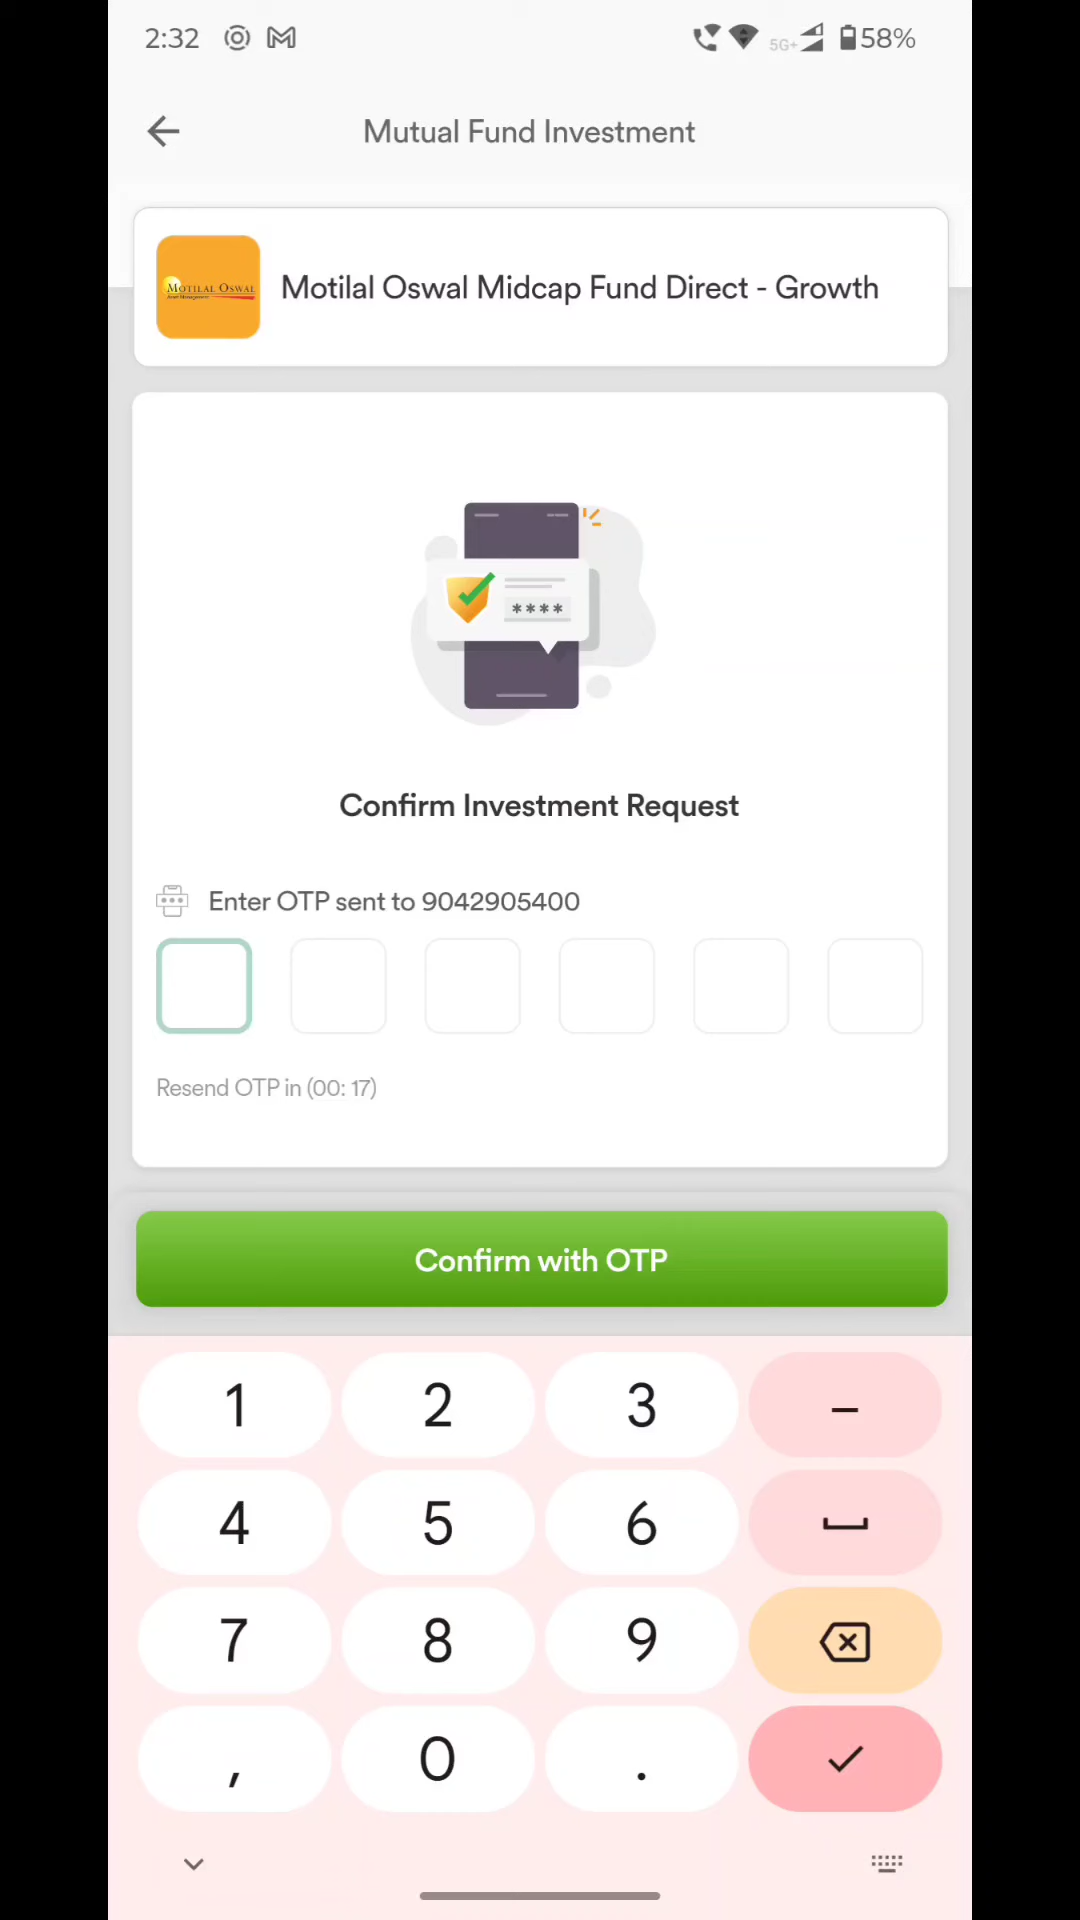 2:32
5G+
58%
Mutual Fund Investment
MOTILAL OSWAL
Motilal Oswal Midcap Fund Direct - Growth
****
Confirm Investment Request
Enter OTP sent to 9042905400
Resend OTP in (00: 17)
Confirm with OTP
1 2 3 –
4 5 6
7 8 9
, 0 .